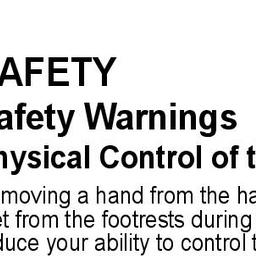 AFETY
afety Warnings
hysical Control of t
moving a hand from the ha
et from the footrests during
duce your ability to control t